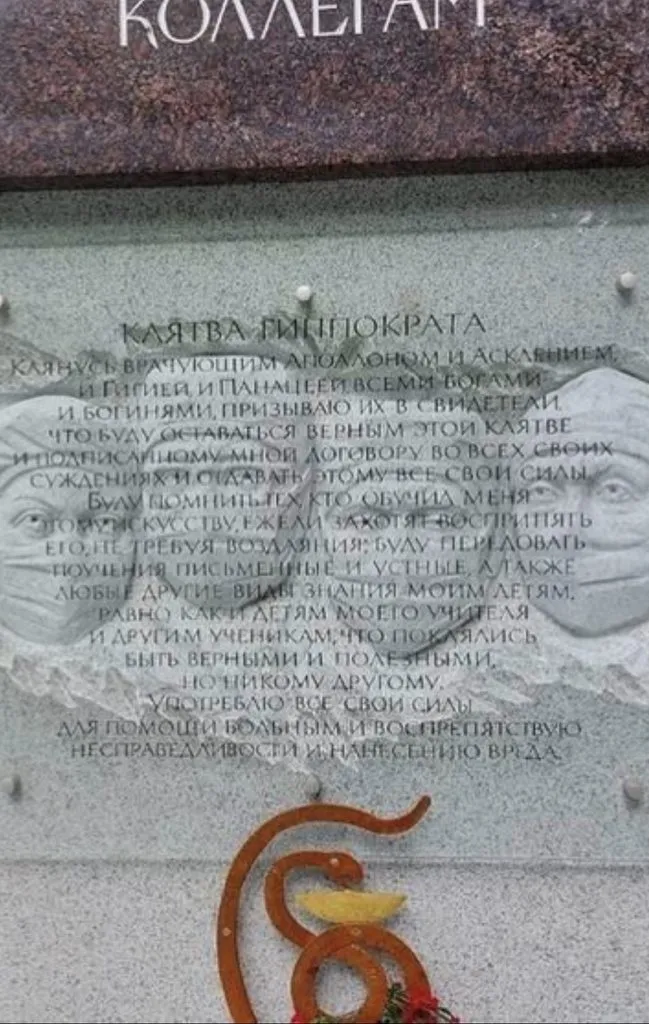 КОЛЛЕГАМ
КЛЯТВА ГИППОКРАТА
КЛЯНУСЬ ВРАЧУЮЩИМ АПОЛЛОНОМ И АСКЛЕПИЕМ,
И ГИГИЕЙ, И ПАНАЦЕЕЙ ВСЕМИ БОГАМИ
И БОГИНЯМИ, ПРИЗЫВАЮ ИХ В СВИДЕТЕЛИ,
ЧТО БУДУ ОСТАВАТЬСЯ ВЕРНЫМ ЭТОЙ КЛЯТВЕ
И ПОДПИСАННОМУ МНОЙ ДОГОВОРУ ВО ВСЕХ СВОИХ
СУЖДЕНИЯХ И ОТДАВАТЬ ЭТОМУ ВСЕ СВОИ СИЛЫ.
БУДУ ПОМНИТЬ ТЕХ КТО ОБУЧИЛ МЕНЯ
ЭТОМУ ИСКУССТВУ, ЕЖЕЛИ ЗАХОТЯТ ВОСПРИНЯТЬ
ЕГО, НЕ ТРЕБУЯ ВОЗДАЯНИЯ: БУДУ ПЕРЕДОВАТЬ
ПОУЧЕНИЯ ПИСЬМЕННЫЕ И УСТНЫЕ, А ТАКЖЕ
ЛЮБЫЕ ДРУГИЕ ВИДЫ ЗНАНИЯ МОИМ ДЕТЯМ,
РАВНО КАК И ДЕТЯМ МОЕГО УЧИТЕЛЯ
И ДРУГИМ УЧЕНИКАМ, ЧТО ПОКЛЯЛИСЬ
БЫТЬ ВЕРНЫМИ И ПОЛЕЗНЫМИ,
НО НИКОМУ ДРУГОМУ.
УПОТРЕБЛЮ ВСЕ СВОИ СИЛЫ
ДЛЯ ПОМОЩИ БОЛЬНЫМ И ВОСПРЕПЯТСТВУЮ
НЕСПРАВЕДЛИВОСТИ И НАНЕСЕНИЮ ВРЕДА.